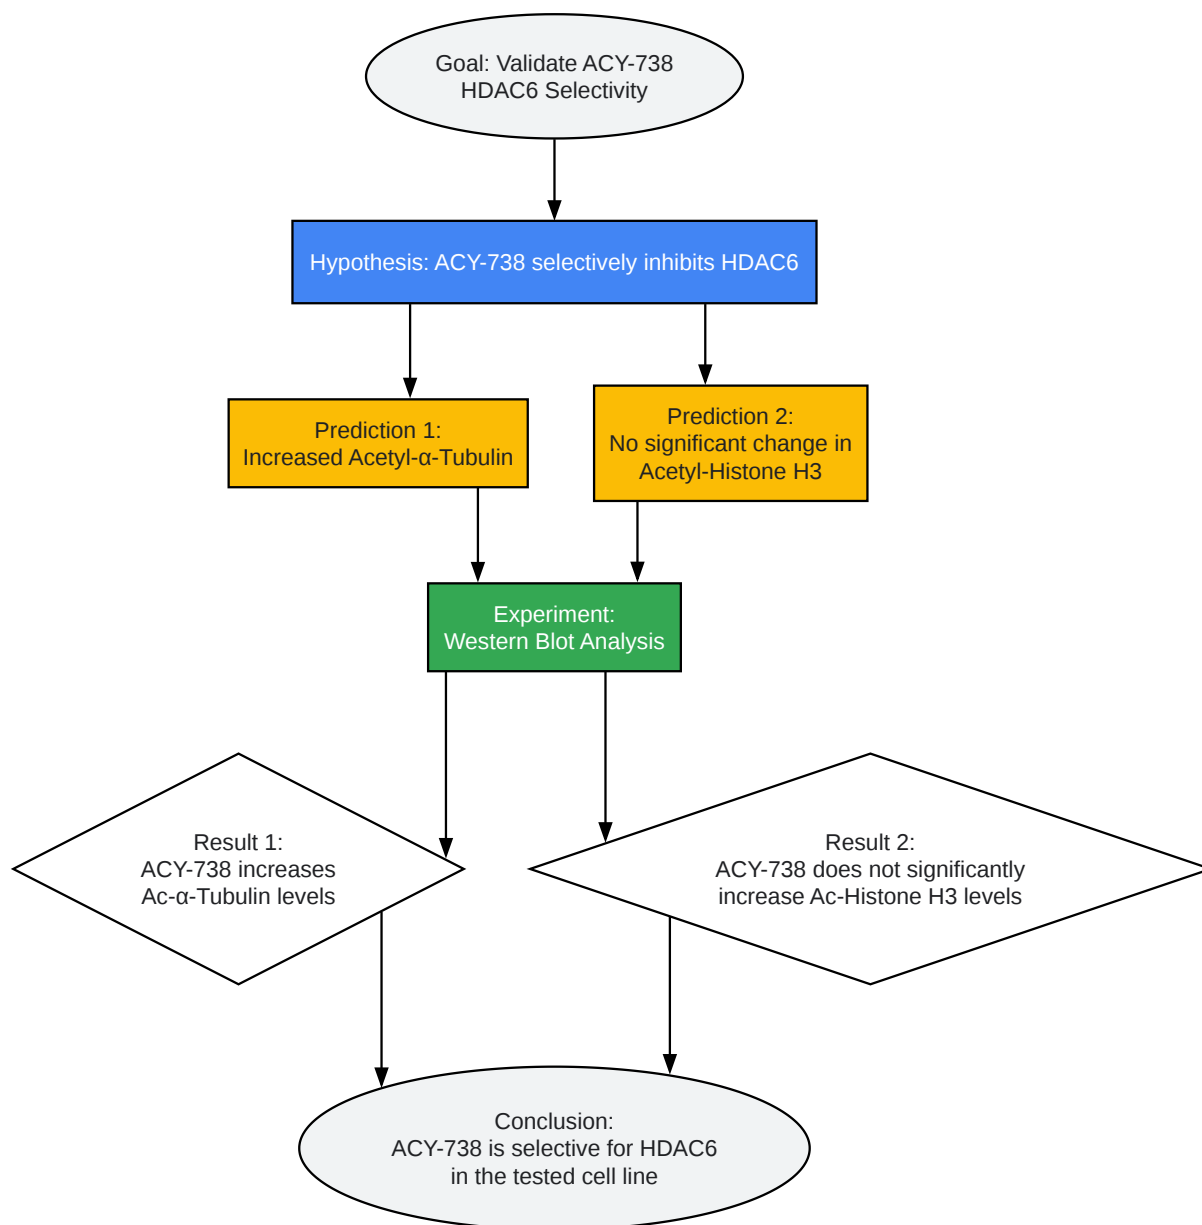 Goal: Validate ACY-738
HDAC6 Selectivity
Hypothesis: ACY-738 selectively inhibits HDAC6
Prediction 1:
Increased Acetyl-α-Tubulin
Prediction 2:
No significant change in
Acetyl-Histone H3
Experiment:
Western Blot Analysis
Result 1:
ACY-738 increases
Ac-α-Tubulin levels
Result 2:
ACY-738 does not significantly
increase Ac-Histone H3 levels
Conclusion:
ACY-738 is selective for HDAC6
in the tested cell line